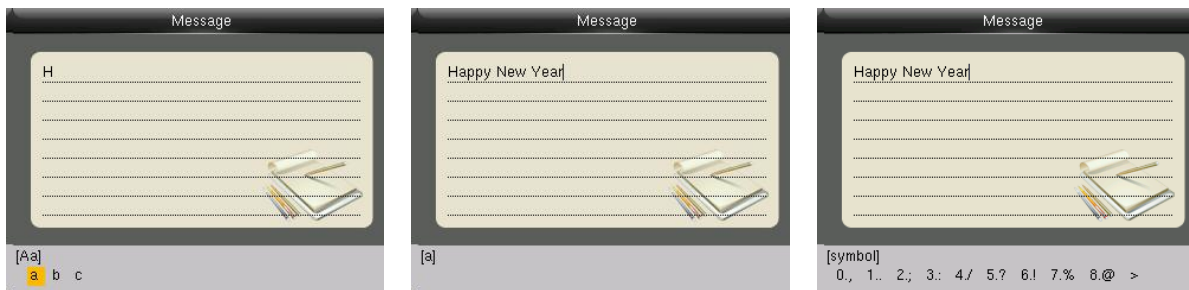 Message
H
[Aa]
a b c
Message
Happy New Year
[a]
Message
Happy New Year
[symbol]
0., 1.. 2.; 3.: 4./ 5.? 6.! 7.% 8.@ >